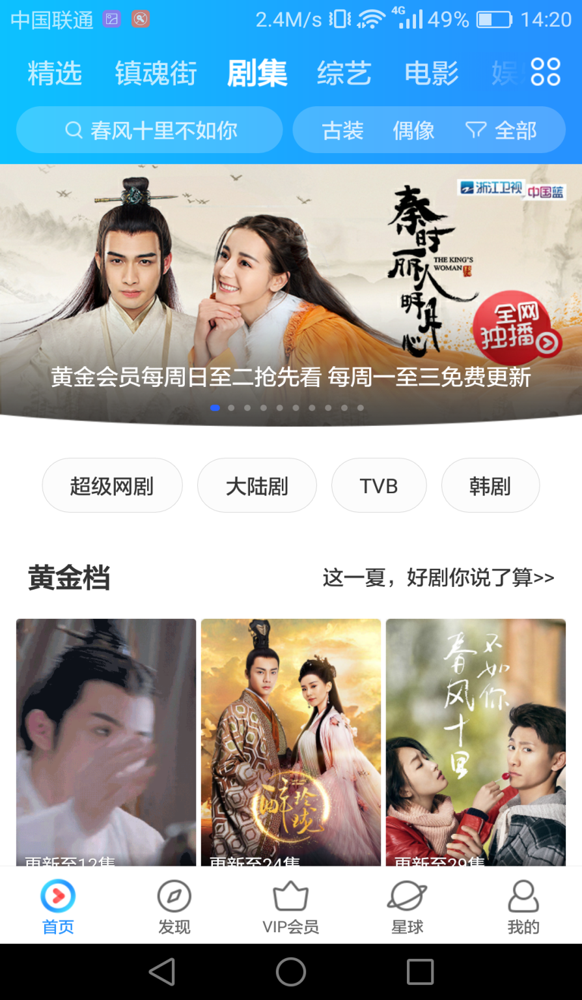 中国联通 2.4M/s 4G 49% 14:20
精选 镇魂街 剧集 综艺 电影 娱
春风十里不如你 古装 偶像 全部
浙江卫视 中国蓝
秦时丽人明月心
THE KING'S
WOMAN
全网
独播
黄金会员每周日至二抢先看 每周一至三免费更新
超级网剧 大陆剧 TVB 韩剧
黄金档 这一夏，好剧你说了算>>
醉玲珑
春风十里
不如你
更新至12集 更新至24集 更新至29集
首页 发现 VIP会员 星球 我的